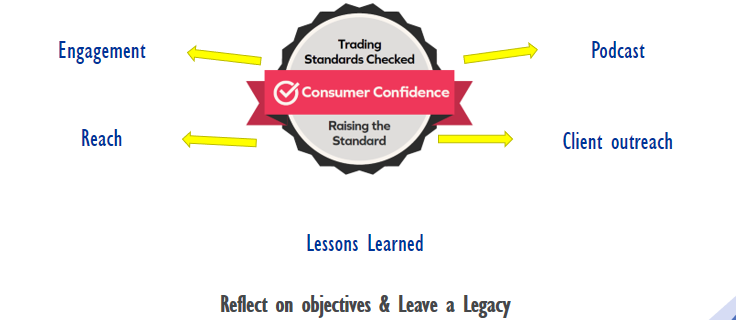 Engagement
Trading
Standards Checked
Podcast
Consumer Confidence
Reach
Raising the
Standard
Client outreach
Lessons Learned
Reflect on objectives & Leave a Legacy